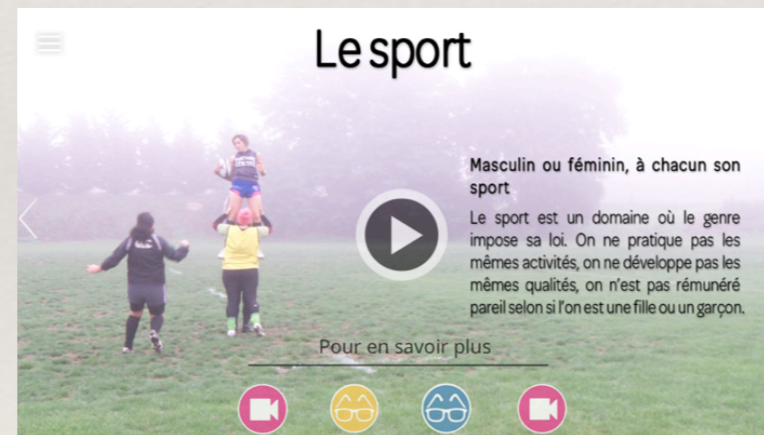 Le sport
Masculin ou féminin, à chacun son
sport
Le sport est un domaine où le genre
impose sa loi. On ne pratique pas les
mêmes activités, on ne développe pas les
mêmes qualités, on n'est pas rémunéré
pareil selon si l'on est une fille ou un garçon.
Pour en savoir plus